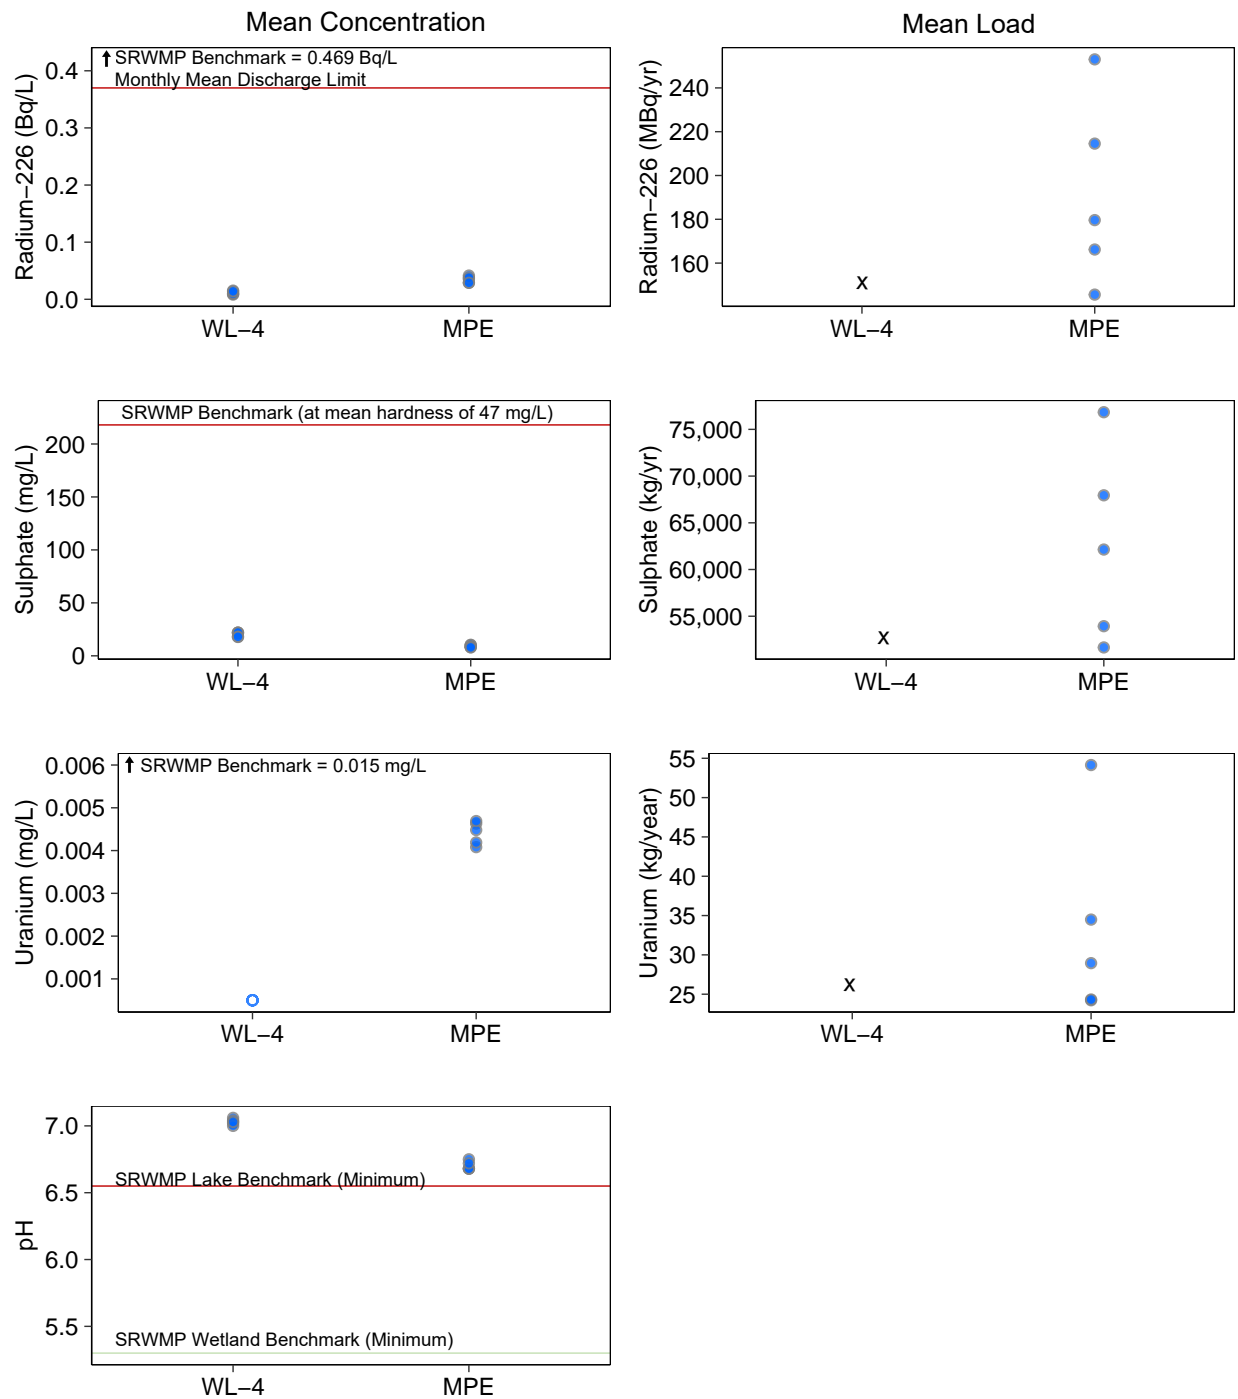 Mean Concentration
Mean Load
Radium−226 (Bq/L)
↑ SRWMP Benchmark = 0.469 Bq/L
Monthly Mean Discharge Limit
0.4
0.3
0.2
0.1
0.0
WL−4
MPE
Radium−226 (MBq/yr)
240
220
200
180
160
x
WL−4
MPE
Sulphate (mg/L)
SRWMP Benchmark (at mean hardness of 47 mg/L)
200
150
100
50
0
WL−4
MPE
Sulphate (kg/yr)
75,000
70,000
65,000
60,000
55,000
x
WL−4
MPE
Uranium (mg/L)
↑ SRWMP Benchmark = 0.015 mg/L
0.006
0.005
0.004
0.003
0.002
0.001
WL−4
MPE
Uranium (kg/year)
55
50
45
40
35
30
25
x
WL−4
MPE
pH
7.0
SRWMP Lake Benchmark (Minimum)
6.5
6.0
5.5
SRWMP Wetland Benchmark (Minimum)
WL−4
MPE